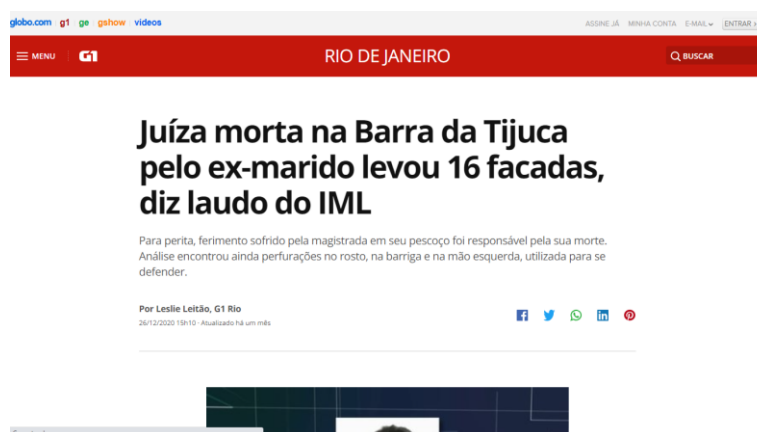 globo.com g1 ge gshow vídeos ASSINE JÁ MINHA CONTA E-MAIL ENTRAR ›
MENU G1 RIO DE JANEIRO BUSCAR
Juíza morta na Barra da Tijuca
pelo ex-marido levou 16 facadas,
diz laudo do IML
Para perita, ferimento sofrido pela magistrada em seu pescoço foi responsável pela sua morte.
Análise encontrou ainda perfurações no rosto, na barriga e na mão esquerda, utilizada para se
defender.
Por Leslie Leitão, G1 Rio
26/12/2020 15h10 · Atualizado há um mês